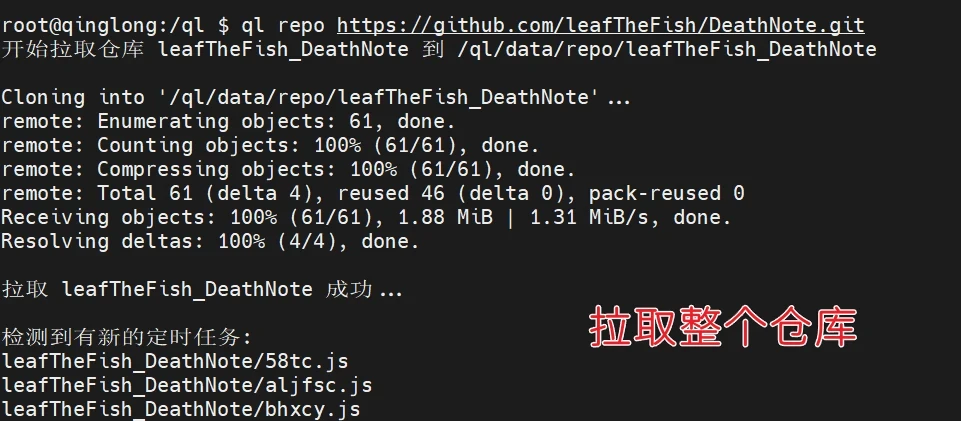 root@qinglong:/ql $ ql repo https://github.com/leafTheFish/DeathNote.git
开始拉取仓库 leafTheFish_DeathNote 到 /ql/data/repo/leafTheFish_DeathNote
Cloning into '/ql/data/repo/leafTheFish_DeathNote'...
remote: Enumerating objects: 61, done.
remote: Counting objects: 100% (61/61), done.
remote: Compressing objects: 100% (61/61), done.
remote: Total 61 (delta 4), reused 46 (delta 0), pack-reused 0
Receiving objects: 100% (61/61), 1.88 MiB | 1.31 MiB/s, done.
Resolving deltas: 100% (4/4), done.
拉取 leafTheFish_DeathNote 成功...
拉取整个仓库
检测到有新的定时任务:
leafTheFish_DeathNote/58tc.js
leafTheFish_DeathNote/aljfsc.js
leafTheFish_DeathNote/bhxcy.js